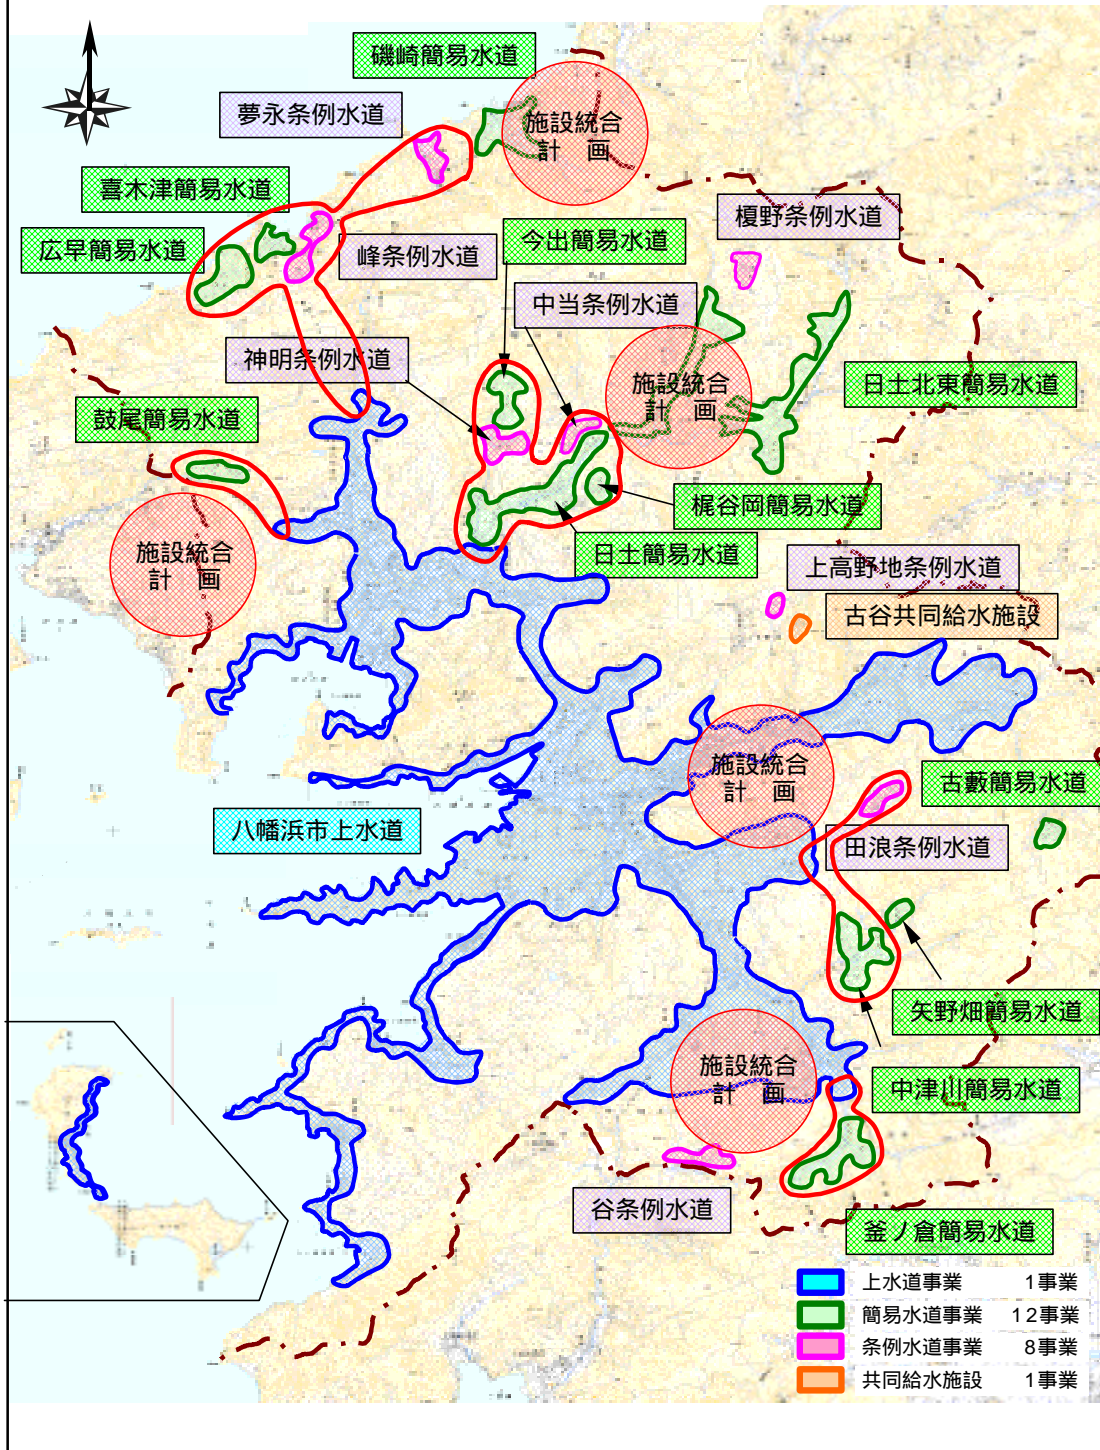 磯崎簡易水道
夢永条例水道
施設統合
計　画
喜木津簡易水道
榎野条例水道
広早簡易水道
峰条例水道
今出簡易水道
中当条例水道
神明条例水道
施設統合
計　画
日土北東簡易水道
鼓尾簡易水道
梶谷岡簡易水道
施設統合
計　画
日土簡易水道
上高野地条例水道
古谷共同給水施設
施設統合
計　画
古藪簡易水道
八幡浜市上水道
田浪条例水道
矢野畑簡易水道
施設統合
計　画
中津川簡易水道
谷条例水道
釜ノ倉簡易水道
上水道事業　1事業
簡易水道事業　12事業
条例水道事業　8事業
共同給水施設　1事業